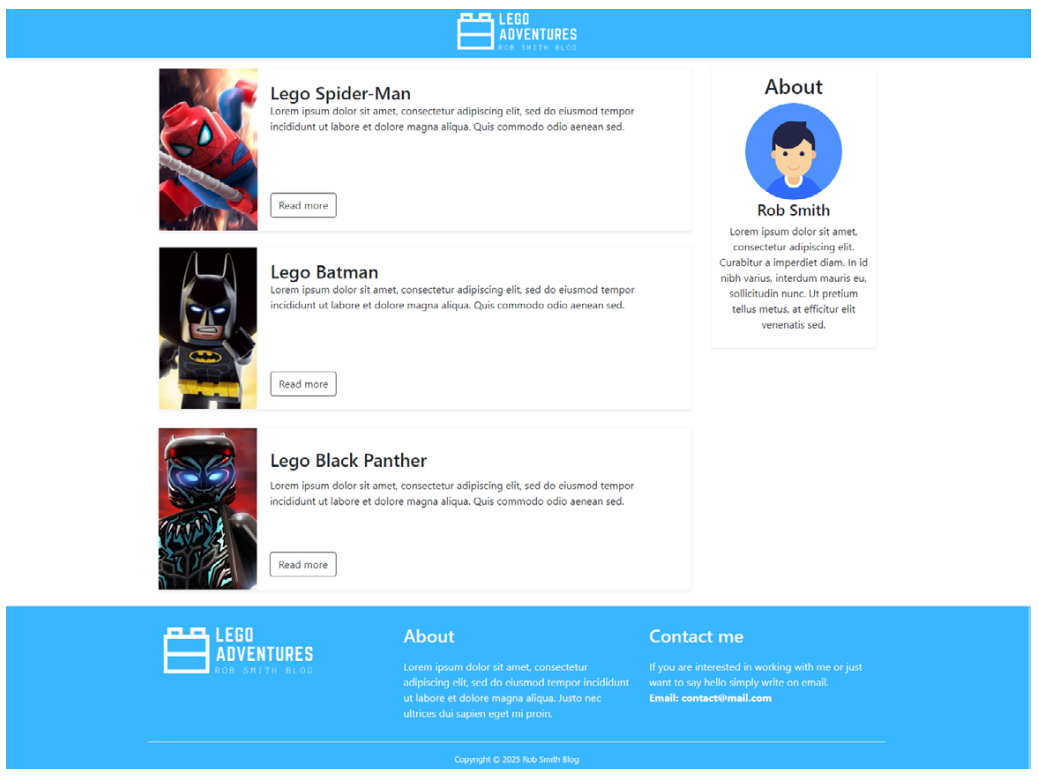 LEGO
ADVENTURES
ROB SMITH BLOG
Lego Spider-Man
Lorem ipsum dolor sit amet, consectetur adipiscing elit, sed do eiusmod tempor
incididunt ut labore et dolore magna aliqua. Quis commodo odio aenean sed.
Read more
Lego Batman
Lorem ipsum dolor sit amet, consectetur adipiscing elit, sed do eiusmod tempor
incididunt ut labore et dolore magna aliqua. Quis commodo odio aenean sed.
Read more
Lego Black Panther
Lorem ipsum dolor sit amet, consectetur adipiscing elit, sed do eiusmod tempor
incididunt ut labore et dolore magna aliqua. Quis commodo odio aenean sed.
Read more
About
Rob Smith
Lorem ipsum dolor sit amet,
consectetur adipiscing elit.
Curabitur a imperdiet diam. In id
nibh varius, interdum mauris eu,
sollicitudin nunc. Ut pretium
tellus metus, at efficitur elit
venenatis sed.
LEGO
ADVENTURES
ROB SMITH BLOG
About
Lorem ipsum dolor sit amet, consectetur
adipiscing elit, sed do eiusmod tempor incididunt
ut labore et dolore magna aliqua. Justo nec
ultrices dui sapien eget mi proin.
Contact me
If you are interested in working with me or just
want to say hello simply write on email.
Email: contact@mail.com
Copyright © 2025 Rob Smith Blog